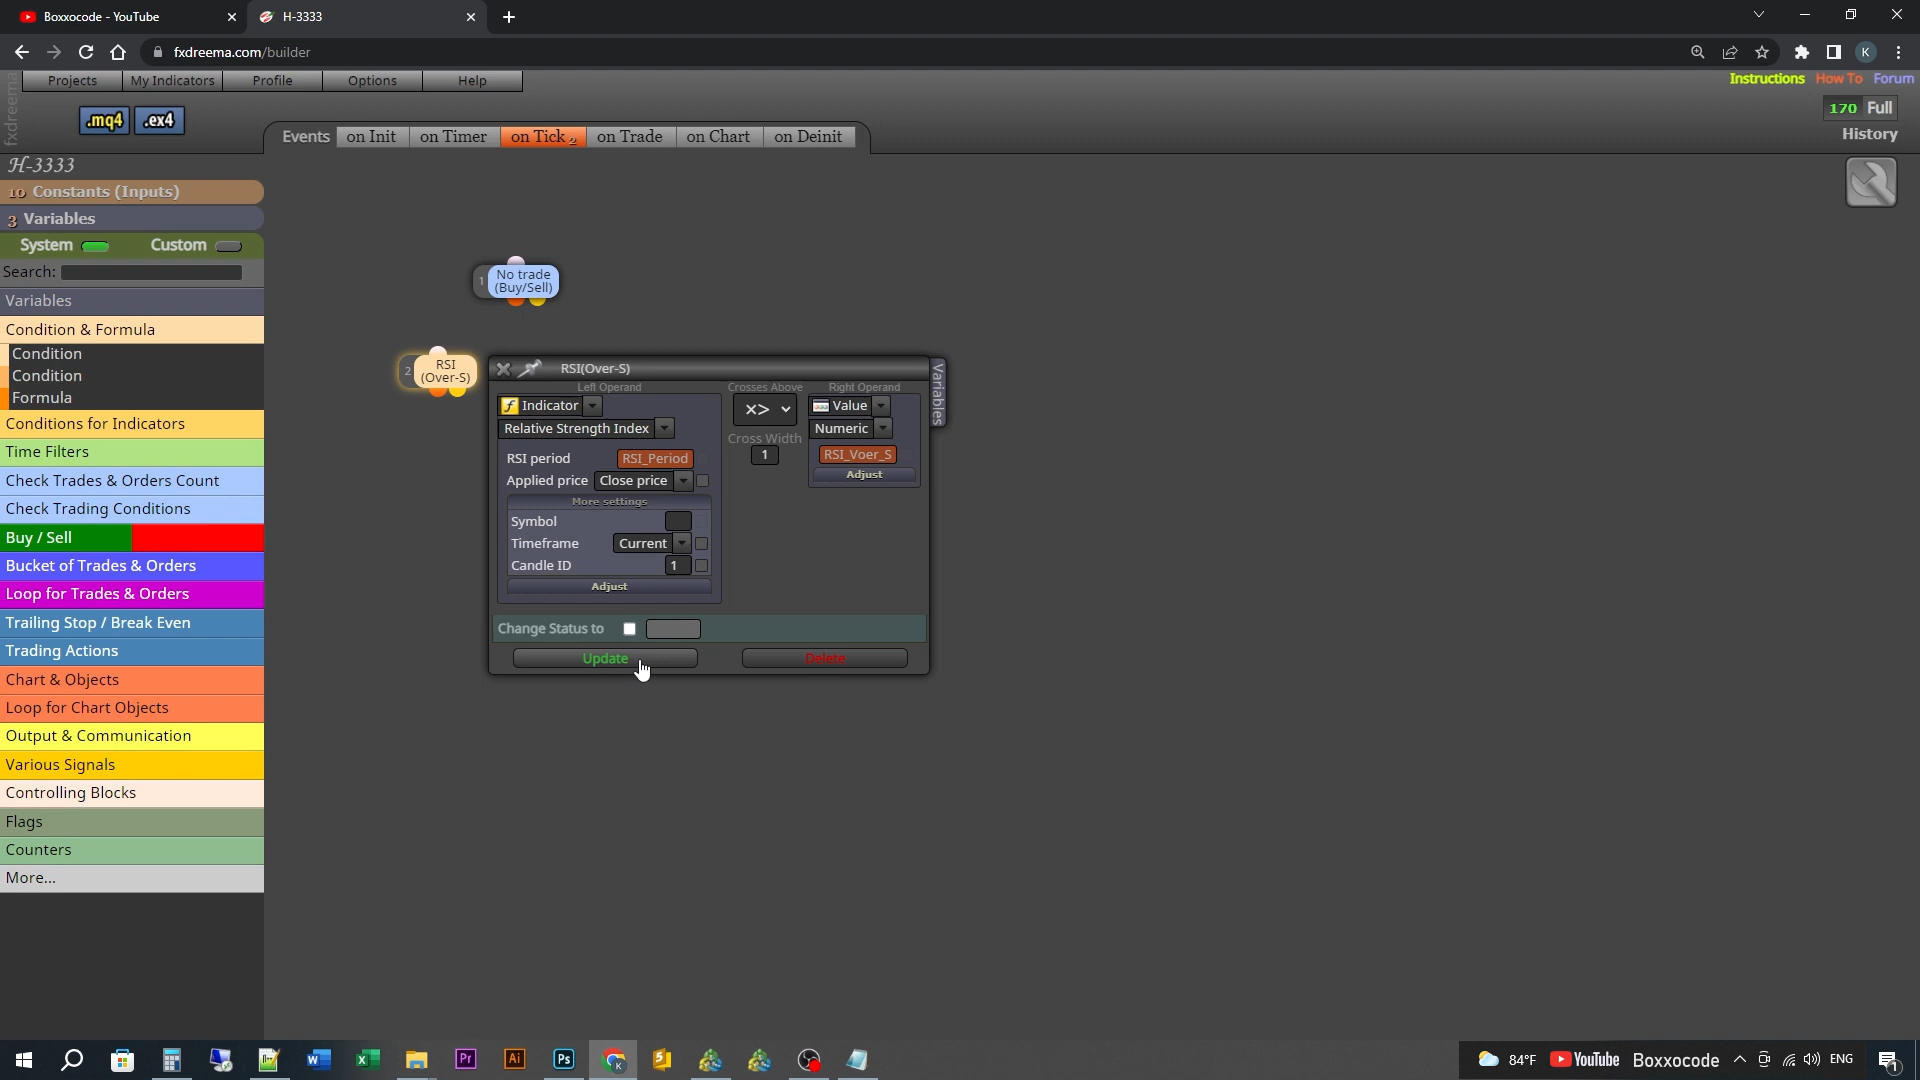 Boxxocode - YouTube
H-3333
fxdreema.com/builder
K
fxdreema
Projects
My Indicators
Profile
Options
Help
Instructions
How To
Forum
.mq4
.ex4
170 Full
History
Events
on Init
on Timer
on Tick 2
on Trade
on Chart
on Deinit
H-3333
10 Constants (Inputs)
3 Variables
System
Custom
Search:
Variables
Condition & Formula
Condition
Condition
Formula
Conditions for Indicators
Time Filters
Check Trades & Orders Count
Check Trading Conditions
Buy / Sell
Bucket of Trades & Orders
Loop for Trades & Orders
Trailing Stop / Break Even
Trading Actions
Chart & Objects
Loop for Chart Objects
Output & Communication
Various Signals
Controlling Blocks
Flags
Counters
More...
1
No trade
(Buy/Sell)
2
RSI
(Over-S)
RSI(Over-S)
Variables
Left Operand
Crosses Above
Right Operand
Indicator
×>
Value
Relative Strength Index
Numeric
Cross Width
RSI period
RSI_Period
1
RSI_Voer_S
Applied price
Close price
Adjust
More settings
Symbol
Timeframe
Current
Candle ID
1
Adjust
Change Status to
Update
Delete
Pr
Ai
Ps
K
5
84°F
YouTube
Boxxocode
ENG
1